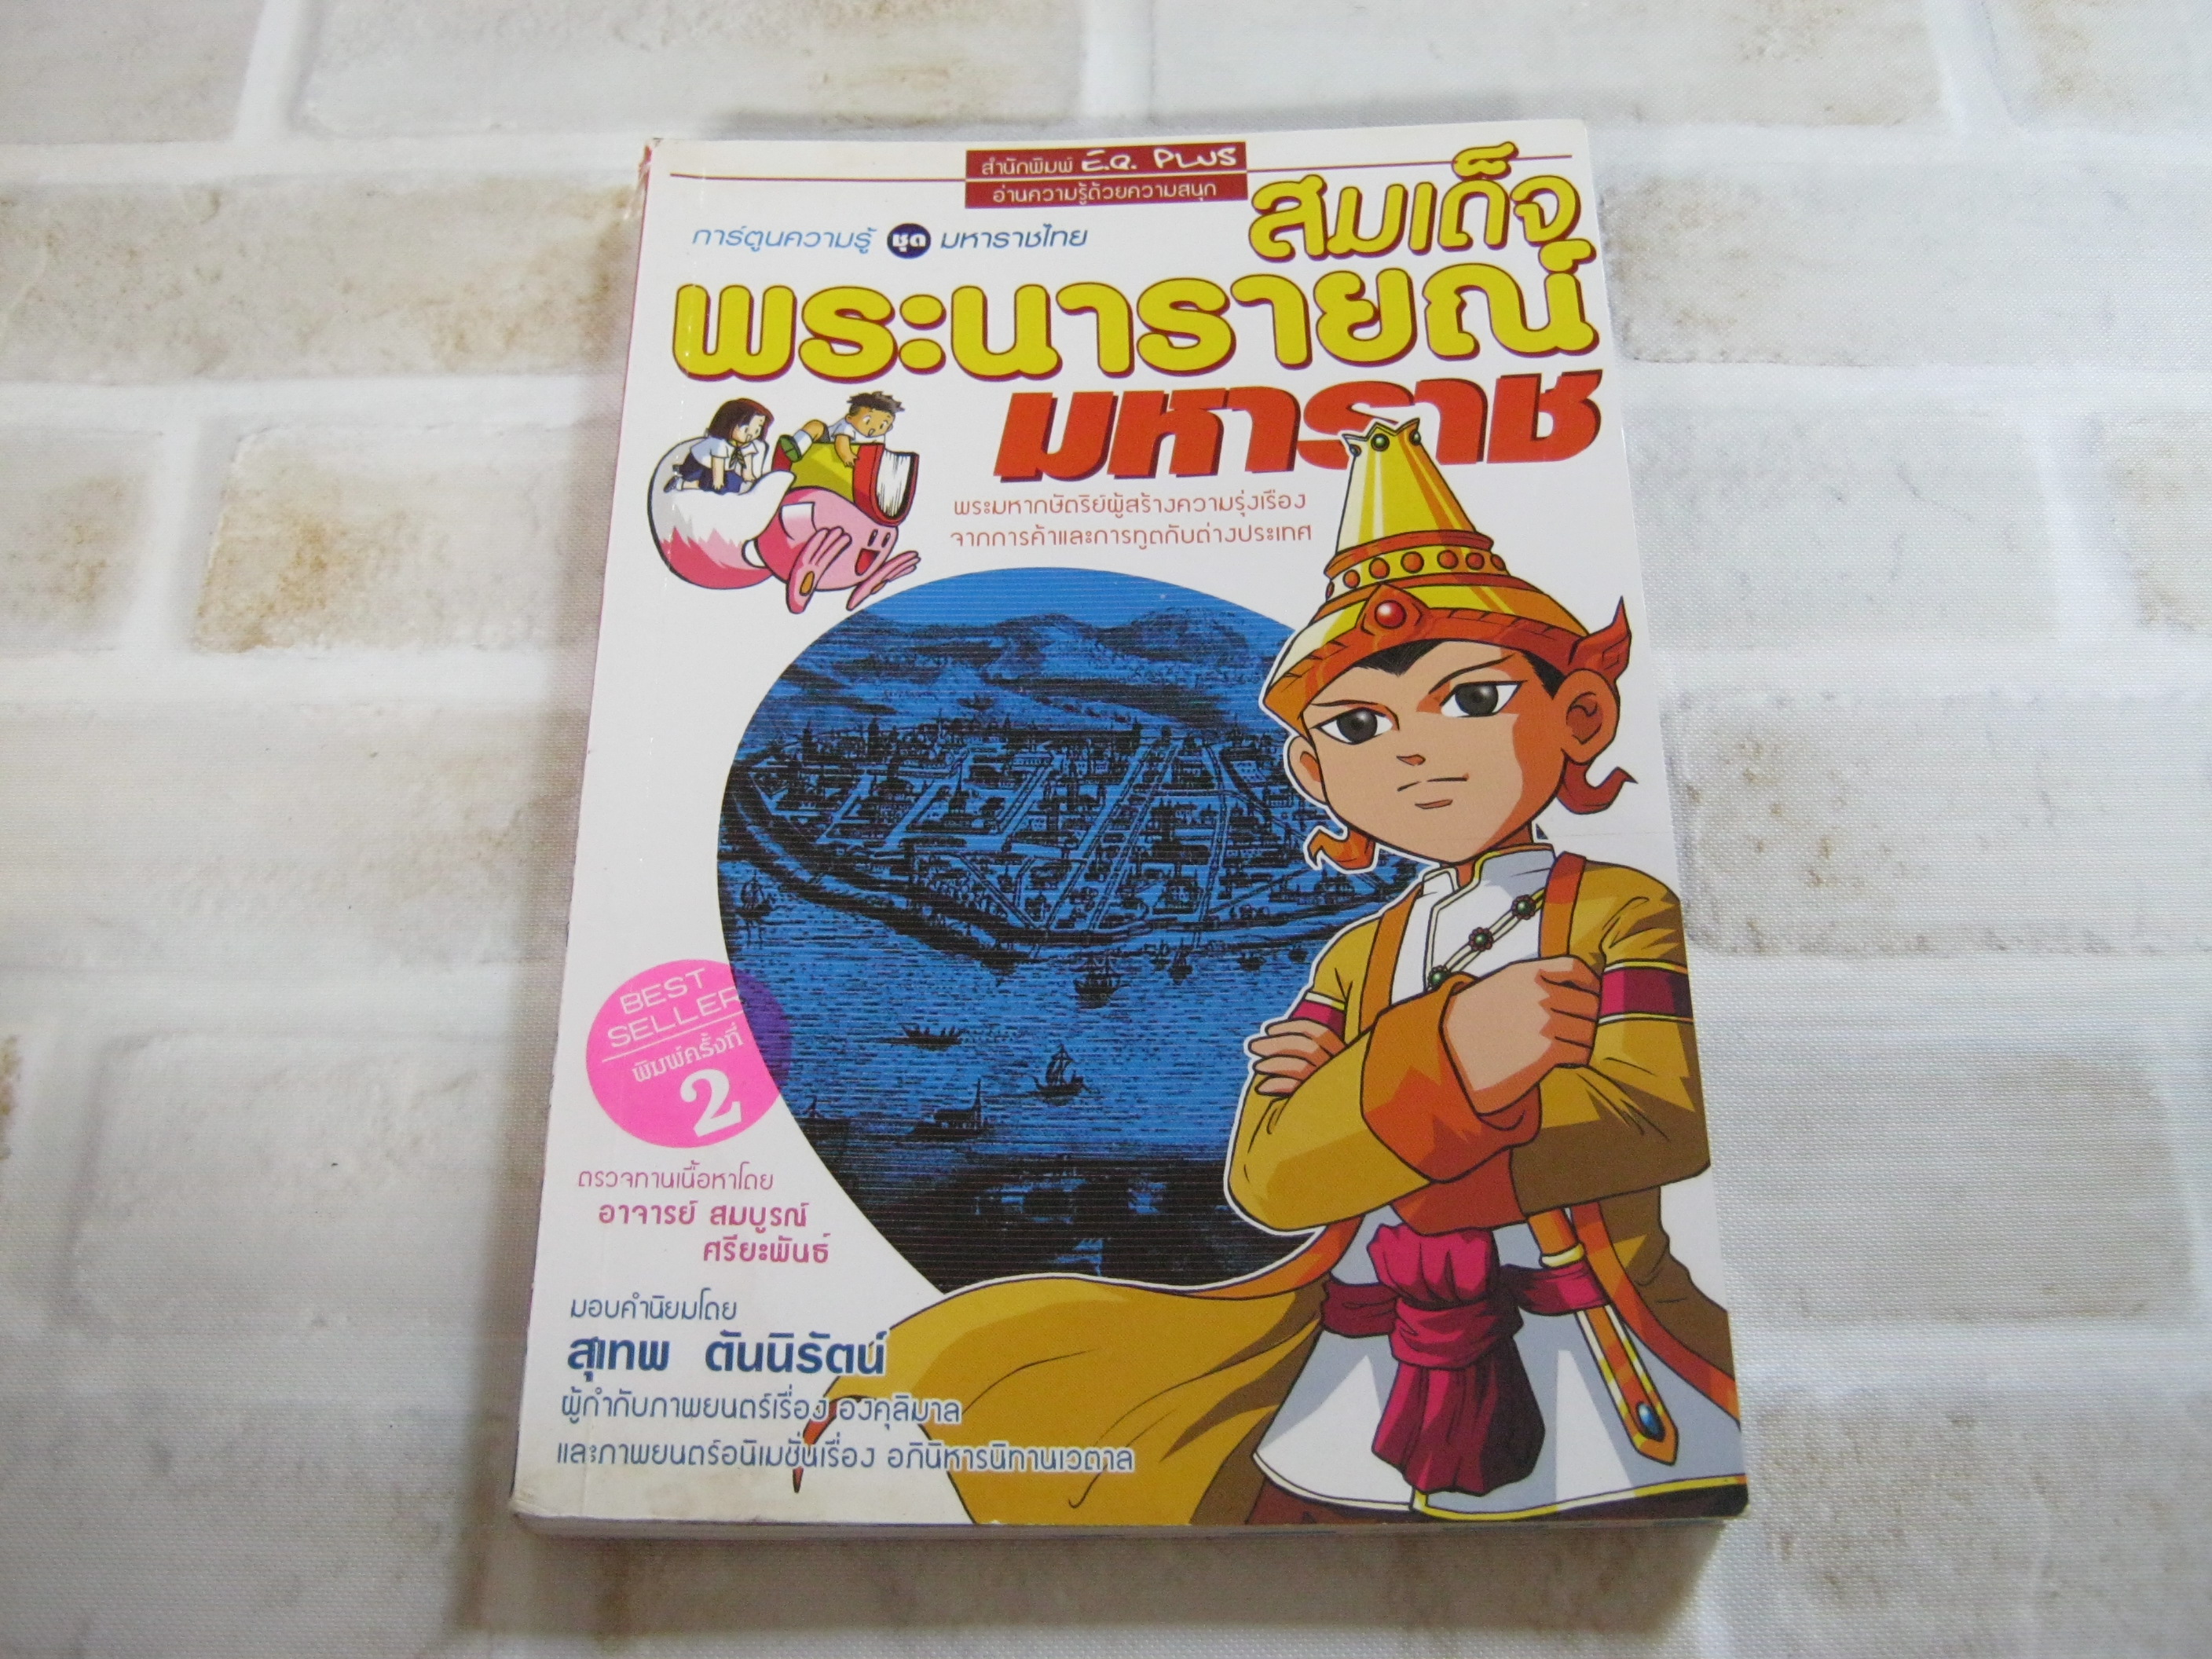 สำนักพิมพ์ E.Q. PLUS
อ่านความรู้ด้วยความสนุก
การ์ตูนความรู้ ชุด มหาราชไทย
สมเด็จ
พระนารายณ์
มหาราช
พระมหากษัตริย์ผู้สร้างความรุ่งเรือง
จากการค้าและการทูตกับต่างประเทศ
BEST
SELLER
พิมพ์ครั้งที่
2
ตรวจทานเนื้อหาโดย
อาจารย์ สมบูรณ์
ศรียะพันธ์
มอบคำนิยมโดย
สุเทพ ตันนิรัตน์
ผู้กำกับภาพยนตร์เรื่อง องคุลิมาล
และภาพยนตร์อนิเมชั่นเรื่อง อภินิหารนิทานเวตาล